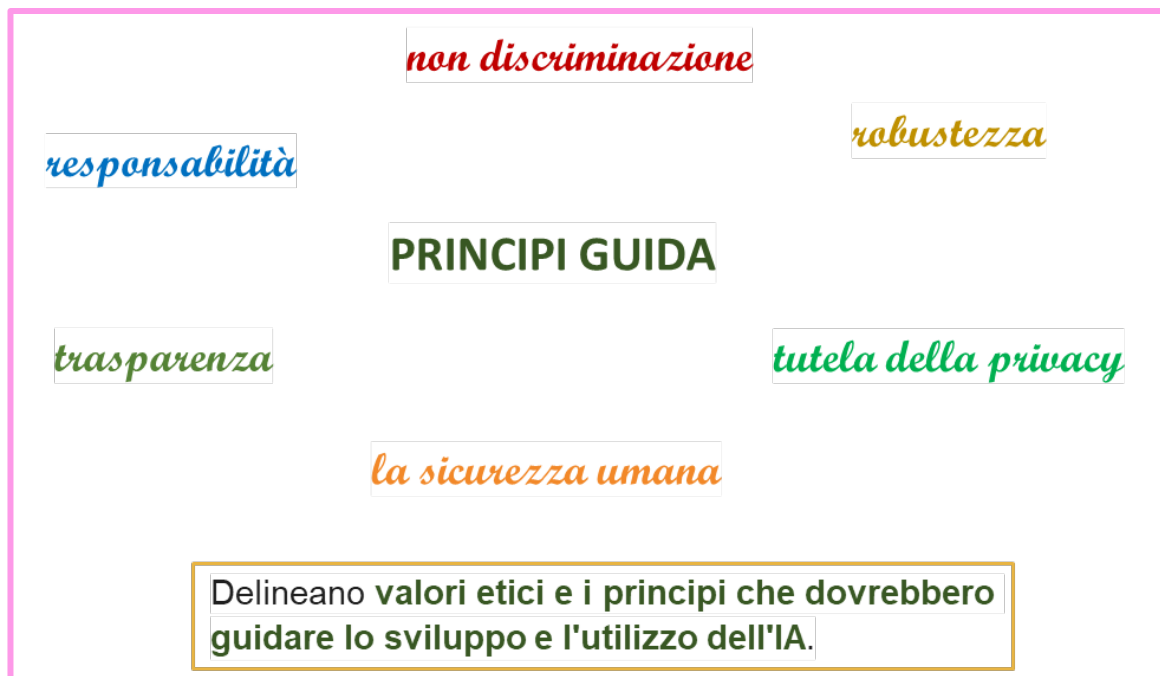 non discriminazione
robustezza
responsabilità
PRINCIPI GUIDA
trasparenza
tutela della privacy
la sicurezza umana
Delineano valori etici e i principi che dovrebbero
guidare lo sviluppo e l'utilizzo dell'IA.